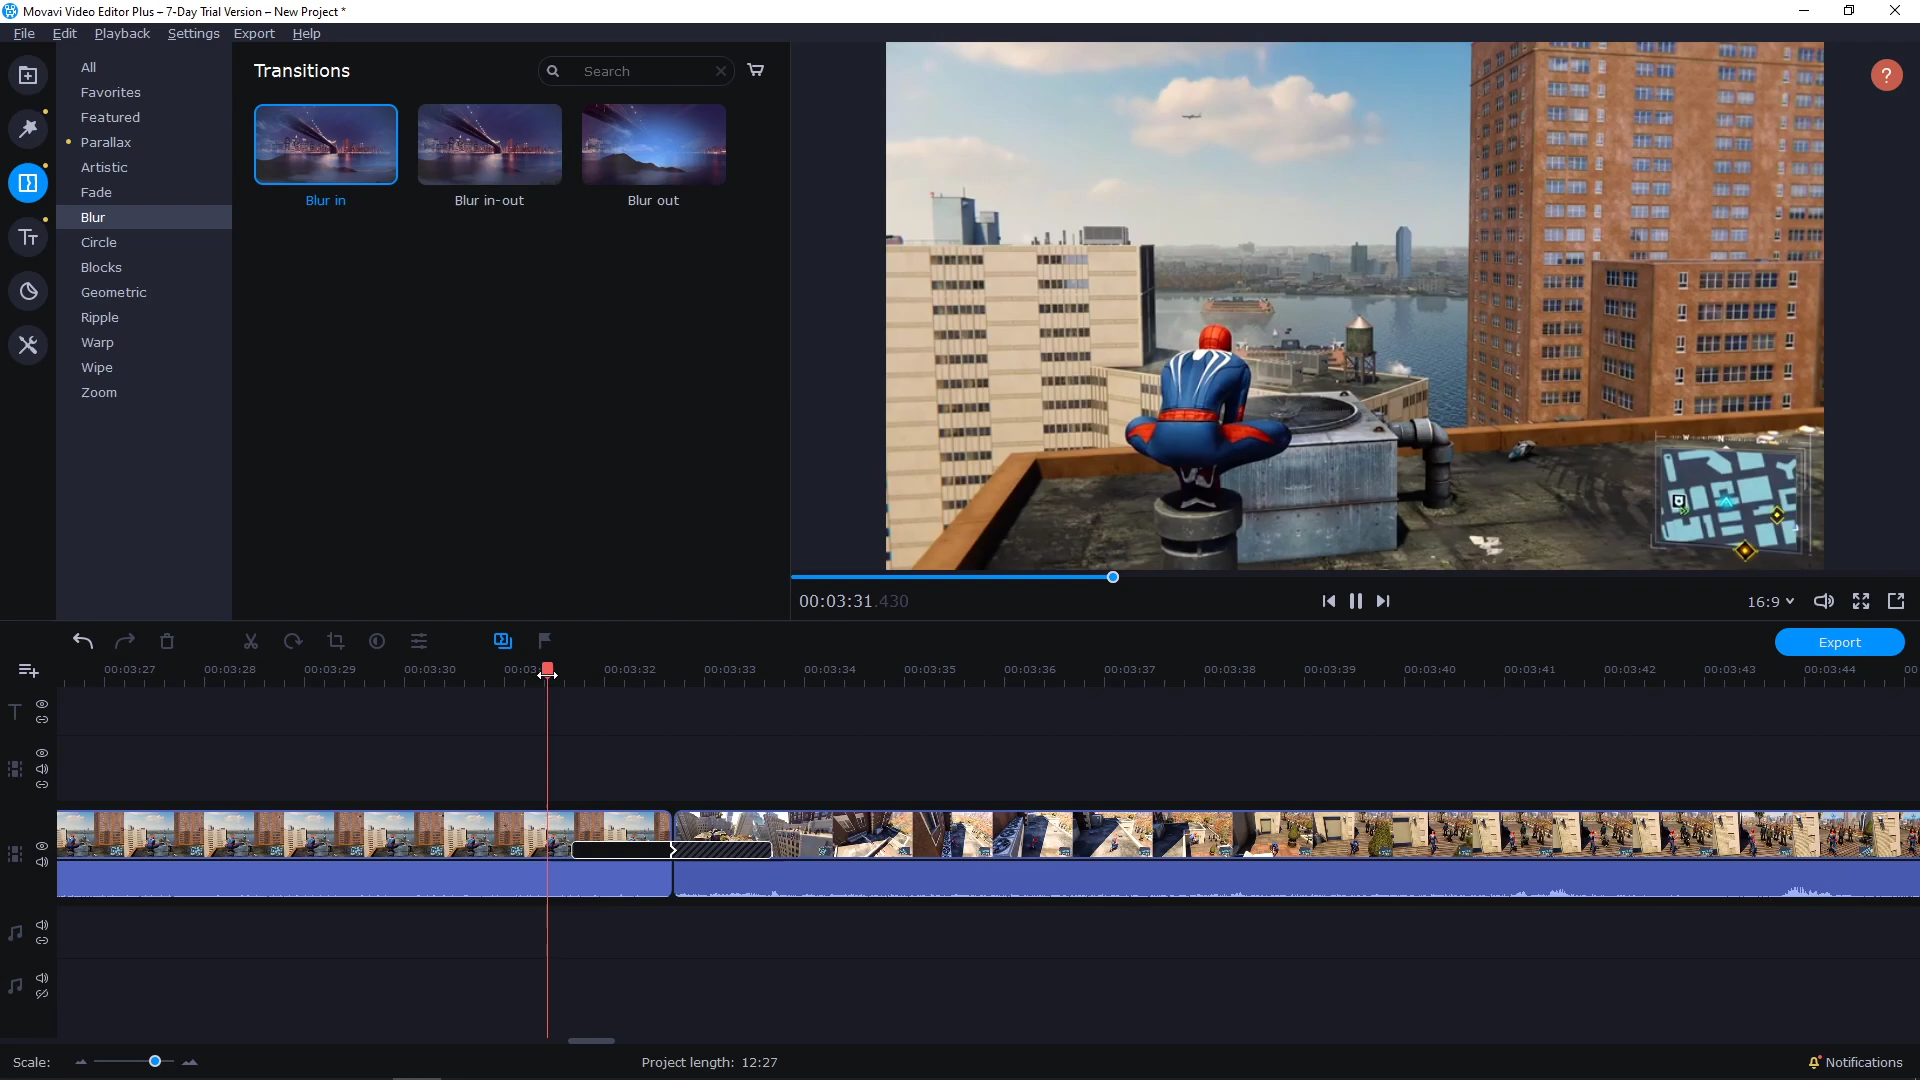 Movavi Video Editor Plus – 7-Day Trial Version – New Project *
File Edit Playback Settings Export Help
All
Favorites
Featured
Parallax
Artistic
Fade
Blur
Circle
Blocks
Geometric
Ripple
Warp
Wipe
Zoom
Transitions
Search
Blur in
Blur in-out
Blur out
?
W N
00:03:31.430
16:9
Export
00:03:27 00:03:28 00:03:29 00:03:30 00:03: 00:03:32 00:03:33 00:03:34 00:03:35 00:03:36 00:03:37 00:03:38 00:03:39 00:03:40 00:03:41 00:03:42 00:03:43 00:03:44 00
Scale:
Project length: 12:27
Notifications